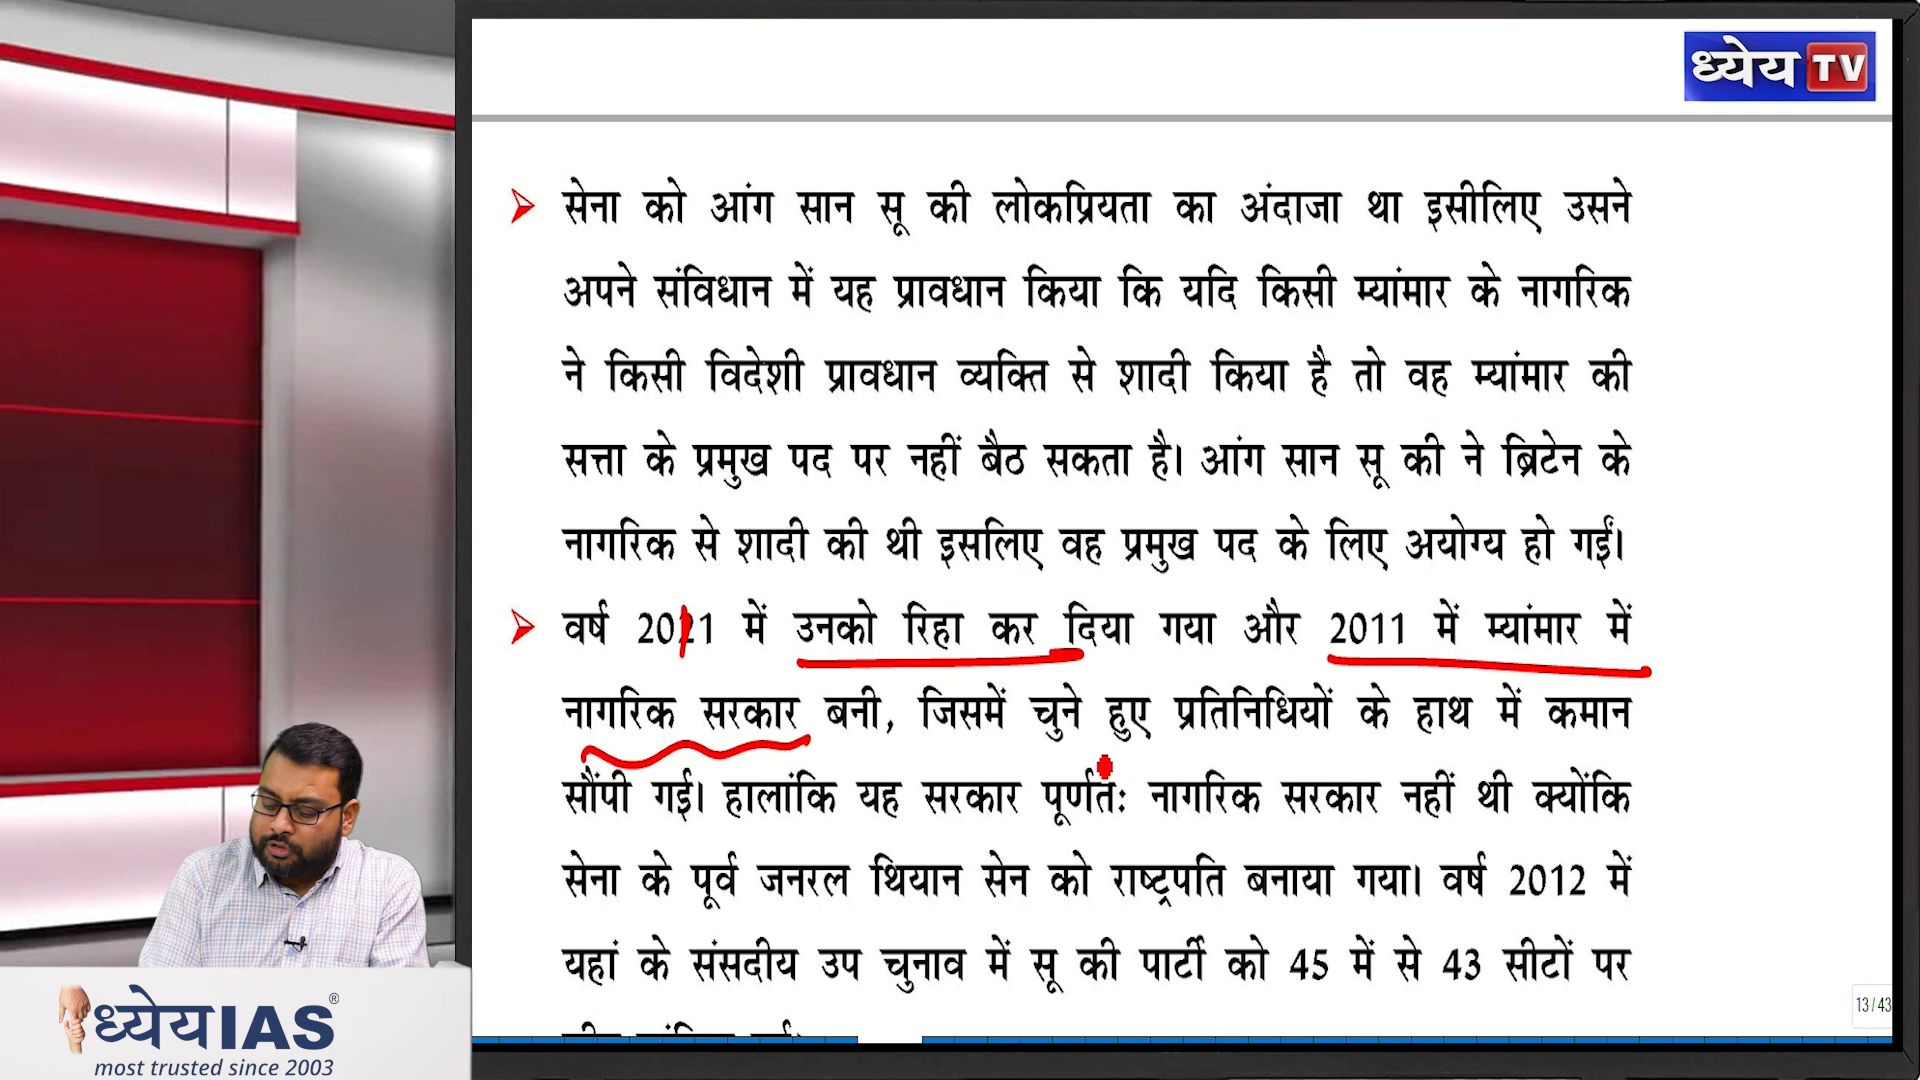 ध्येय TV
सेना को आंग सान सू की लोकप्रियता का अंदाजा था इसीलिए उसने
अपने संविधान में यह प्रावधान किया कि यदि किसी म्यांमार के नागरिक
ने किसी विदेशी प्रावधान व्यक्ति से शादी किया है तो वह म्यांमार की
सत्ता के प्रमुख पद पर नहीं बैठ सकता है। आंग सान सू की ने ब्रिटेन के
नागरिक से शादी की थी इसलिए वह प्रमुख पद के लिए अयोग्य हो गईं।
वर्ष 2021 में उनको रिहा कर दिया गया और 2011 में म्यांमार में
नागरिक सरकार बनी, जिसमें चुने हुए प्रतिनिधियों के हाथ में कमान
सौंपी गई। हालांकि यह सरकार पूर्णतः नागरिक सरकार नहीं थी क्योंकि
सेना के पूर्व जनरल थियान सेन को राष्ट्रपति बनाया गया। वर्ष 2012 में
यहां के संसदीय उप चुनाव में सू की पार्टी को 45 में से 43 सीटों पर
13/43
ध्येय IAS®
most trusted since 2003